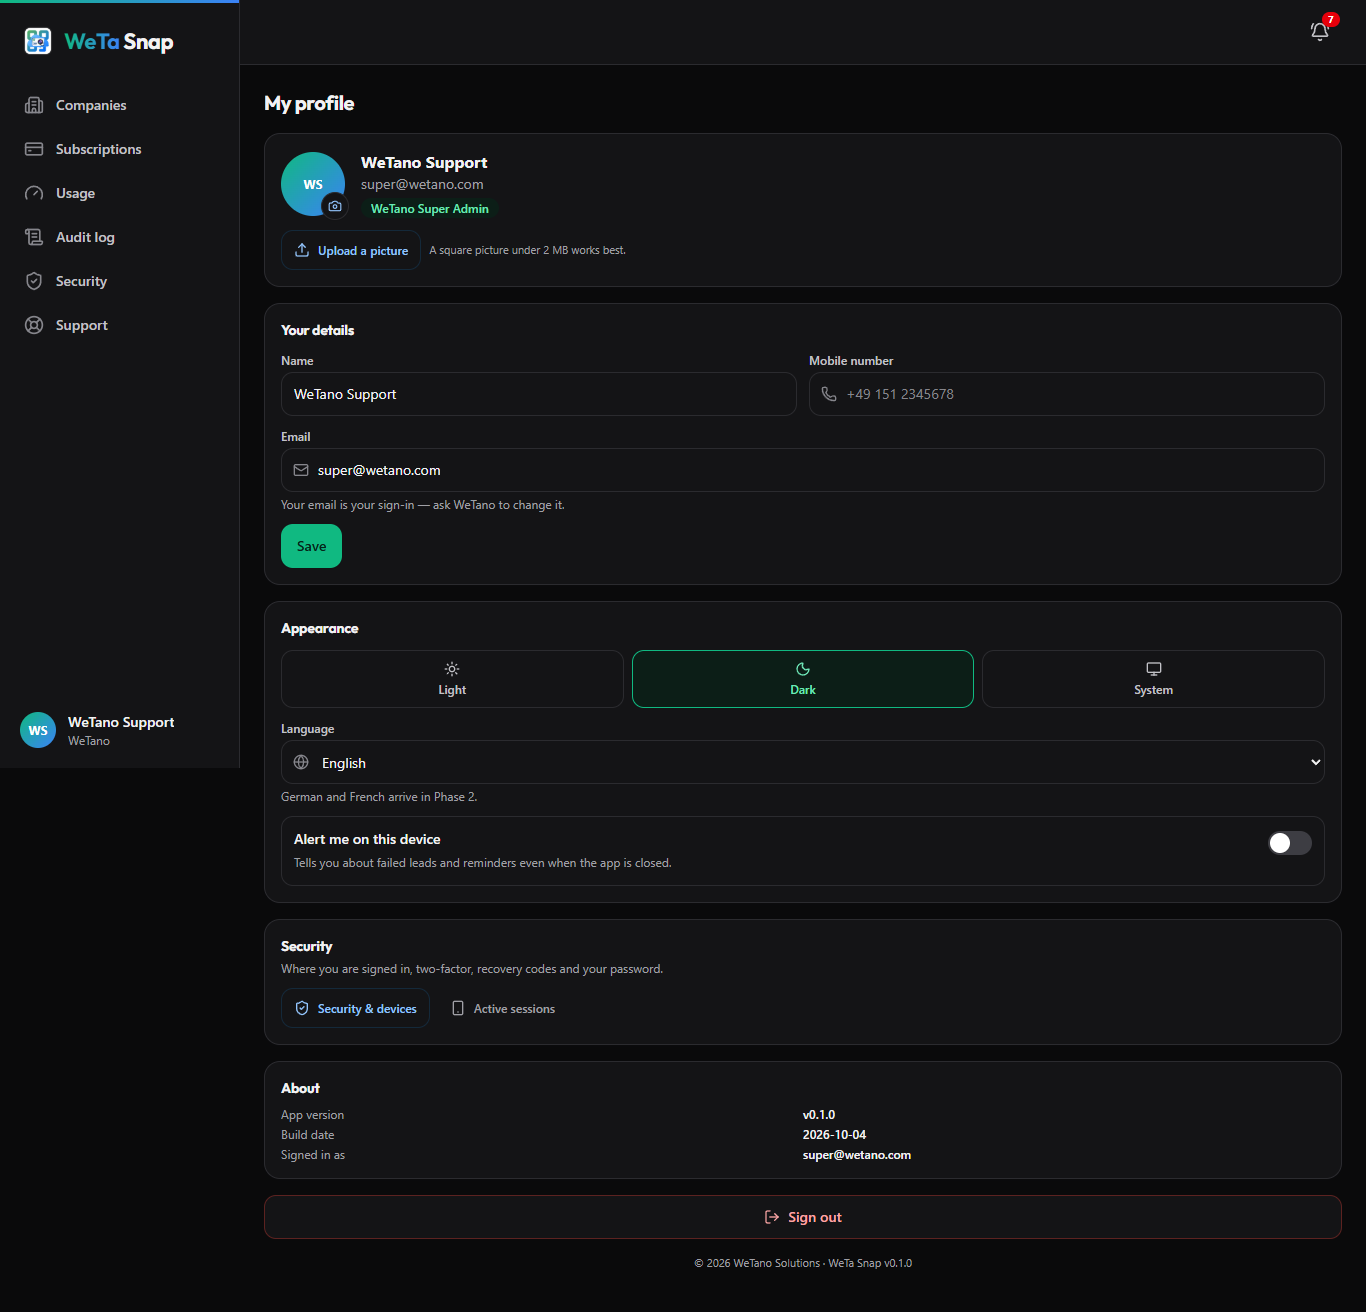 WeTa Snap
7
Companies
Subscriptions
Usage
Audit log
Security
Support
WS
WeTano Support
WeTano
My profile
WS
WeTano Support
super@wetano.com
WeTano Super Admin
Upload a picture
A square picture under 2 MB works best.
Your details
Name
Mobile number
WeTano Support
+49 151 2345678
Email
super@wetano.com
Your email is your sign-in — ask WeTano to change it.
Save
Appearance
Light
Dark
System
Language
English
German and French arrive in Phase 2.
Alert me on this device
Tells you about failed leads and reminders even when the app is closed.
Security
Where you are signed in, two-factor, recovery codes and your password.
Security & devices
Active sessions
About
App version
v0.1.0
Build date
2026-10-04
Signed in as
super@wetano.com
Sign out
© 2026 WeTano Solutions · WeTa Snap v0.1.0